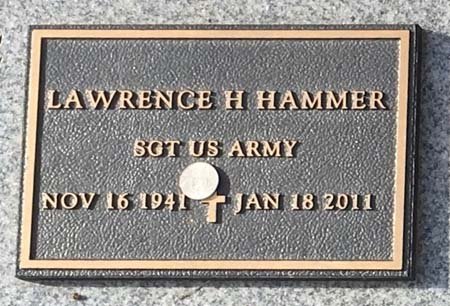 LAWRENCE H HAMMER
SGT US ARMY
NOV 16 1941 JAN 18 2011